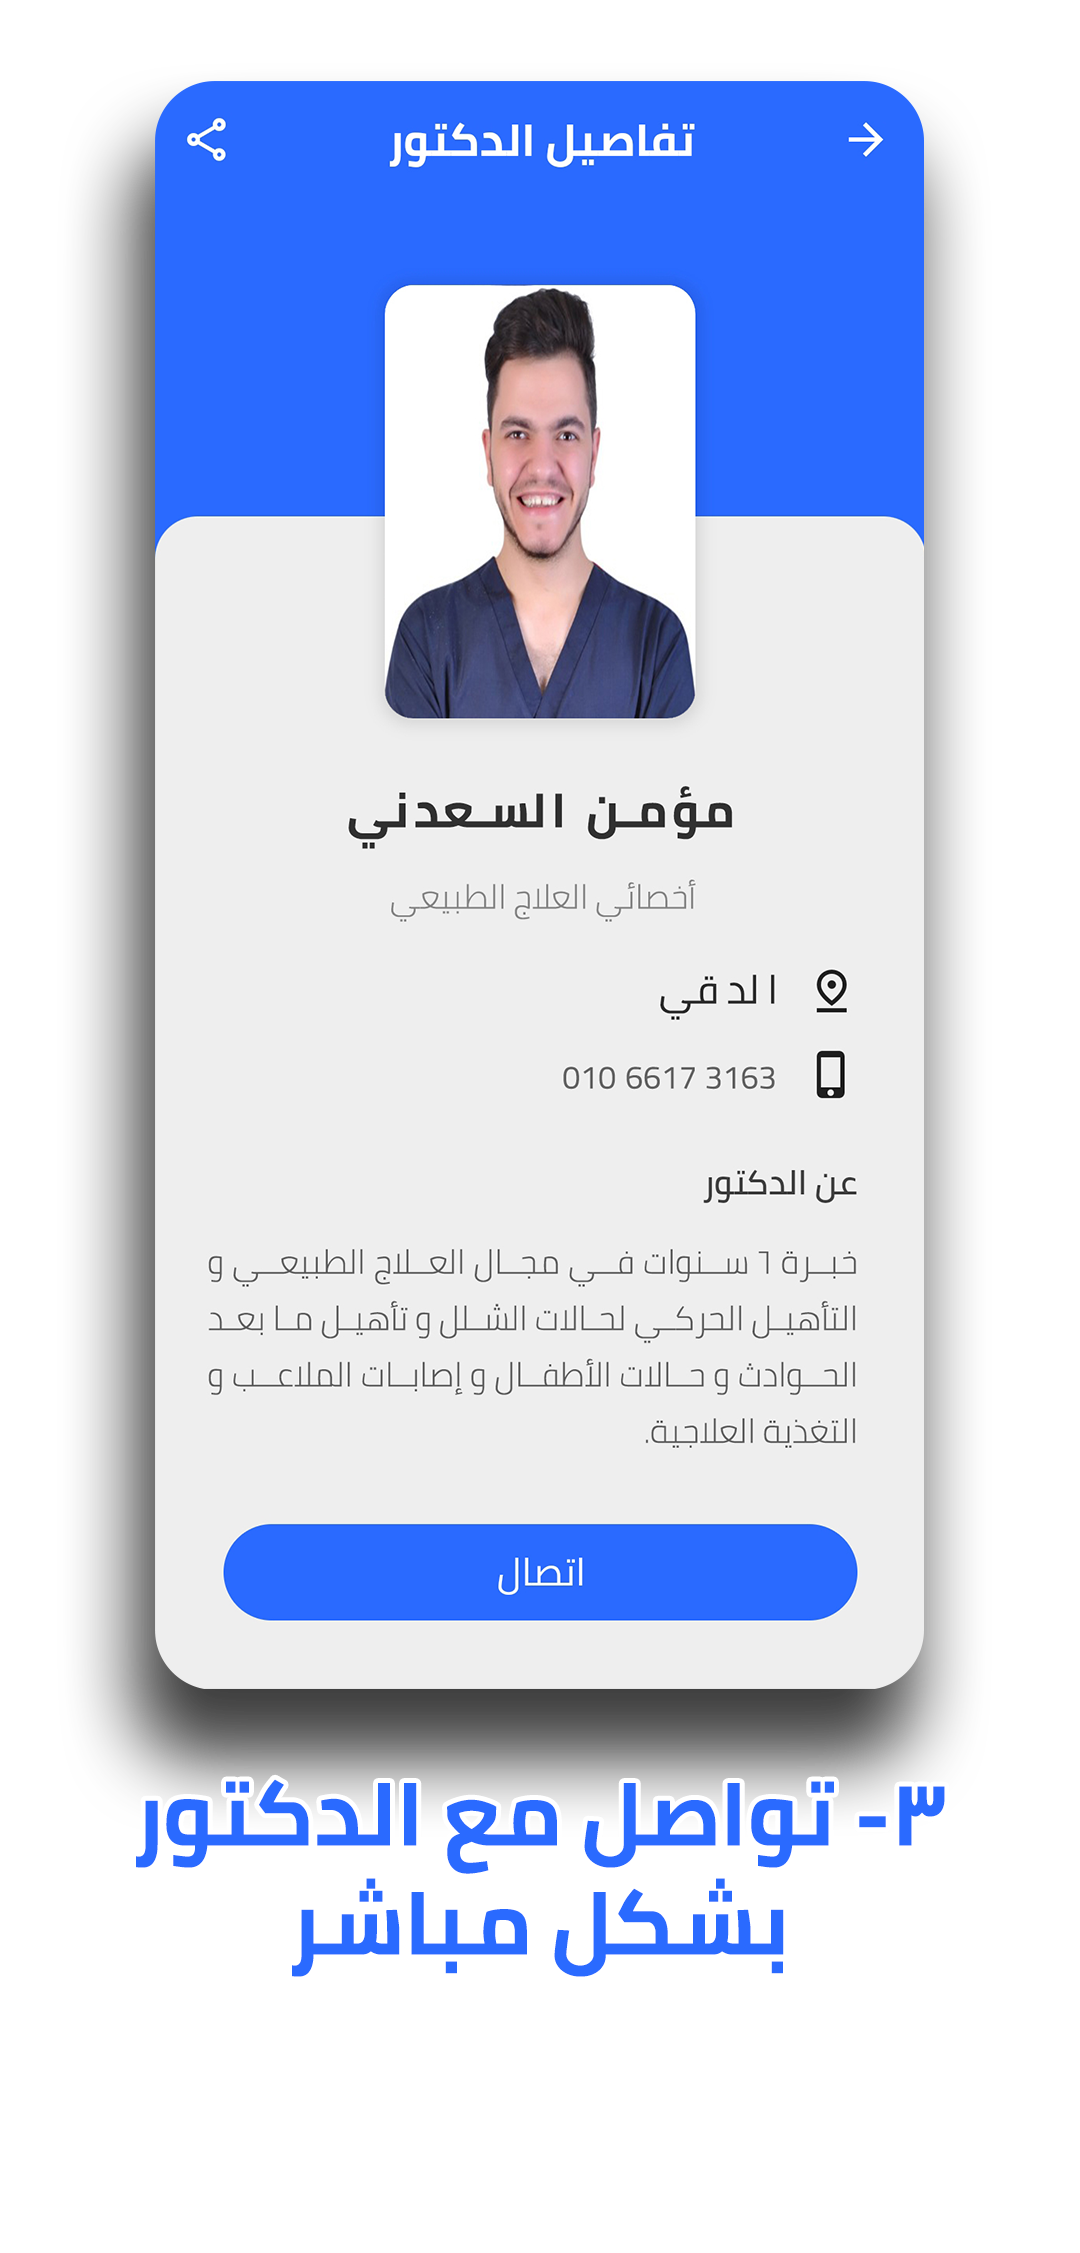 تفاصيل الدكتور
مؤمن السعدني
أخصائي العلاج الطبيعي
الدقي
010 6617 3163
عن الدكتور
خبرة ٦ سنوات في مجال العلاج الطبيعي و
التأهيل الحركي لحالات الشلل و تأهيل ما بعد
الحوادث و حالات الأطفال و إصابات الملاعب و
التغذية العلاجية.
اتصال
٣- تواصل مع الدكتور
بشكل مباشر